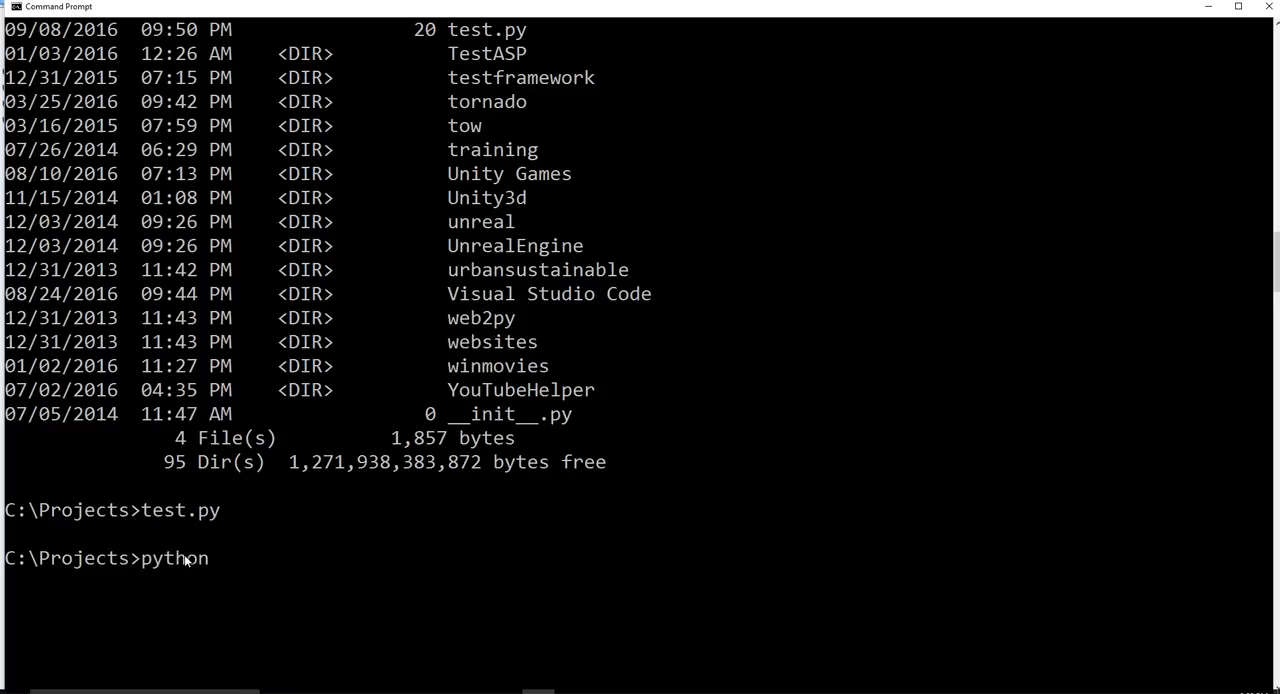 Command Prompt
09/08/2016  09:50 PM                20 test.py
01/03/2016  12:26 AM    <DIR>          TestASP
12/31/2015  07:15 PM    <DIR>          testframework
03/25/2016  09:42 PM    <DIR>          tornado
03/16/2015  07:59 PM    <DIR>          tow
07/26/2014  06:29 PM    <DIR>          training
08/10/2016  07:13 PM    <DIR>          Unity Games
11/15/2014  01:08 PM    <DIR>          Unity3d
12/03/2014  09:26 PM    <DIR>          unreal
12/03/2014  09:26 PM    <DIR>          UnrealEngine
12/31/2013  11:42 PM    <DIR>          urbansustainable
08/24/2016  09:44 PM    <DIR>          Visual Studio Code
12/31/2013  11:43 PM    <DIR>          web2py
12/31/2013  11:43 PM    <DIR>          websites
01/02/2016  11:27 PM    <DIR>          winmovies
07/02/2016  04:35 PM    <DIR>          YouTubeHelper
07/05/2014  11:47 AM                 0 __init__.py
               4 File(s)          1,857 bytes
              95 Dir(s)  1,271,938,383,872 bytes free
C:\Projects>test.py
C:\Projects>python